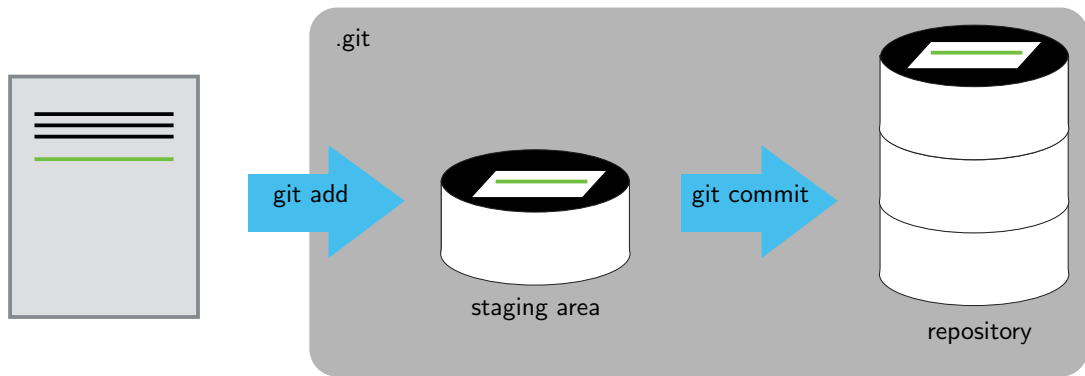 .git
git add
git commit
staging area
repository